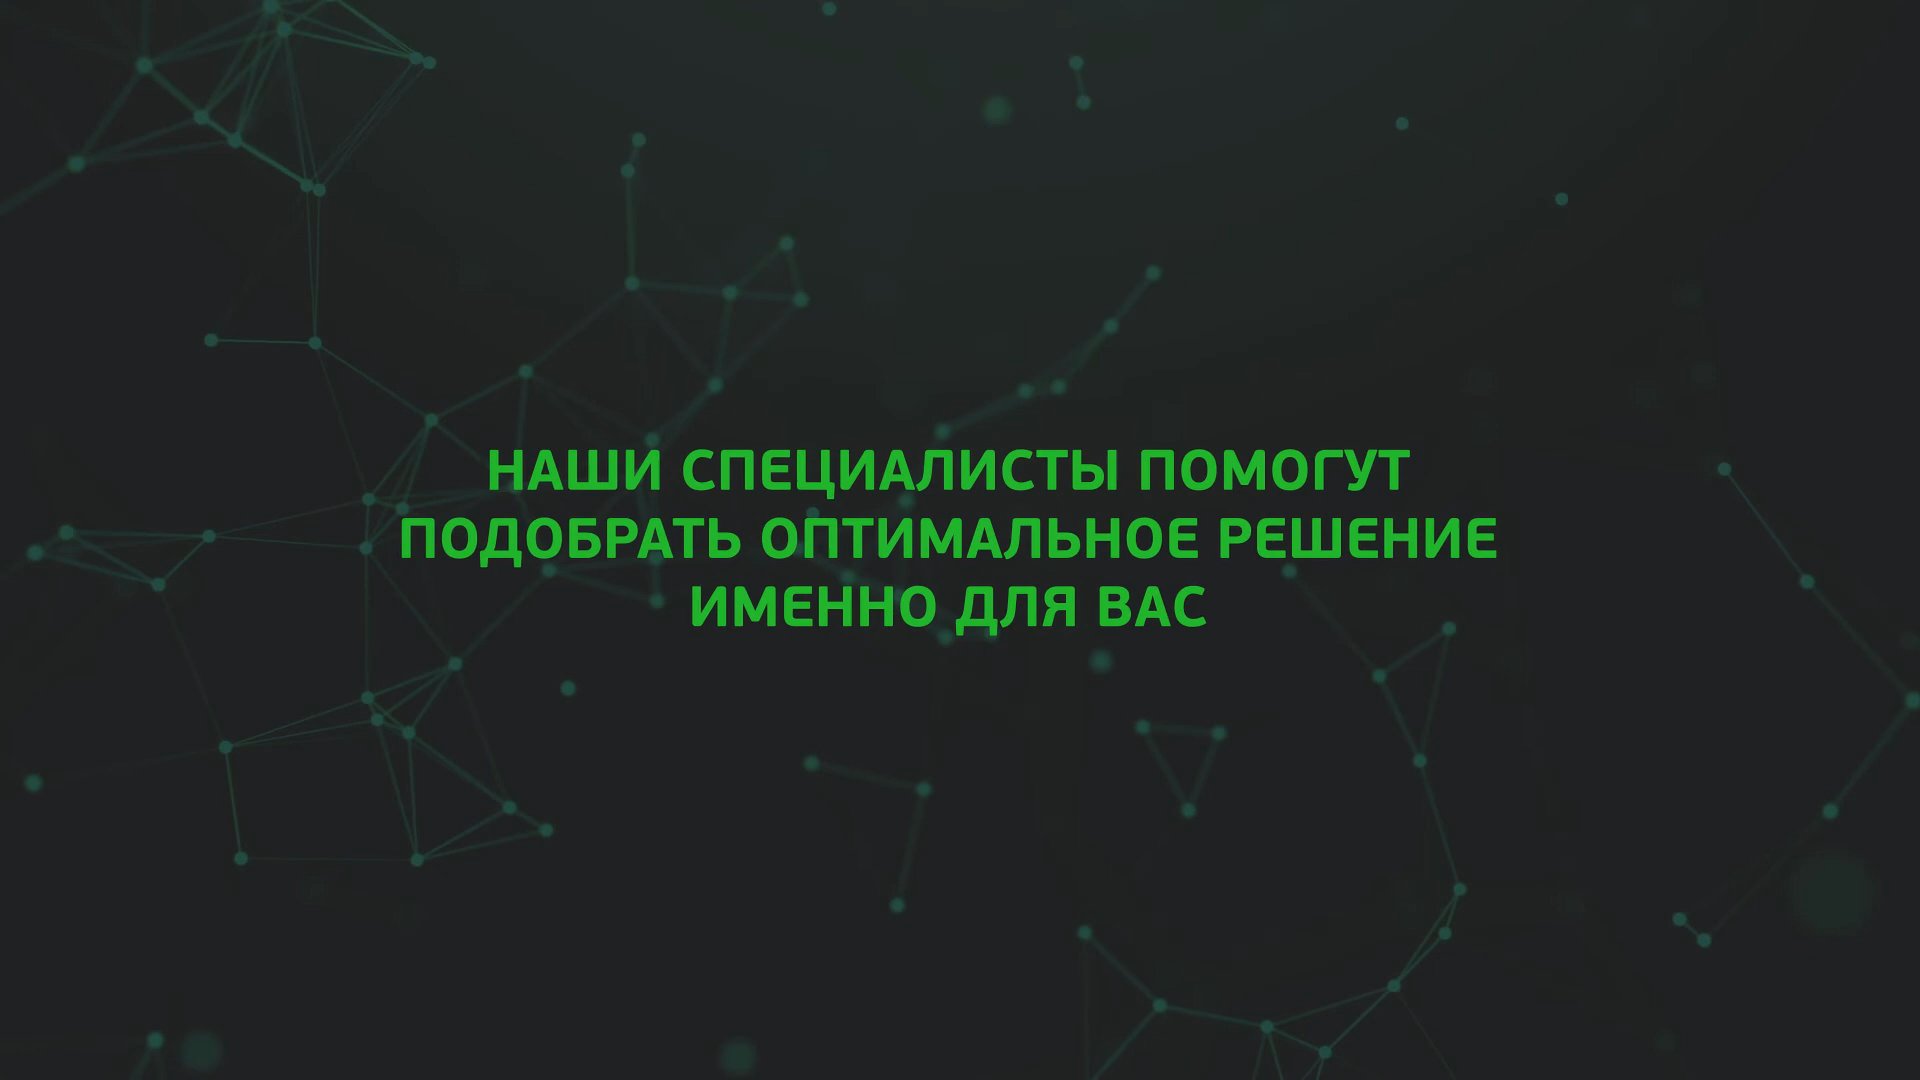 НАШИ СПЕЦИАЛИСТЫ ПОМОГУТ
ПОДОБРАТЬ ОПТИМАЛЬНОЕ РЕШЕНИЕ
ИМЕННО ДЛЯ ВАС